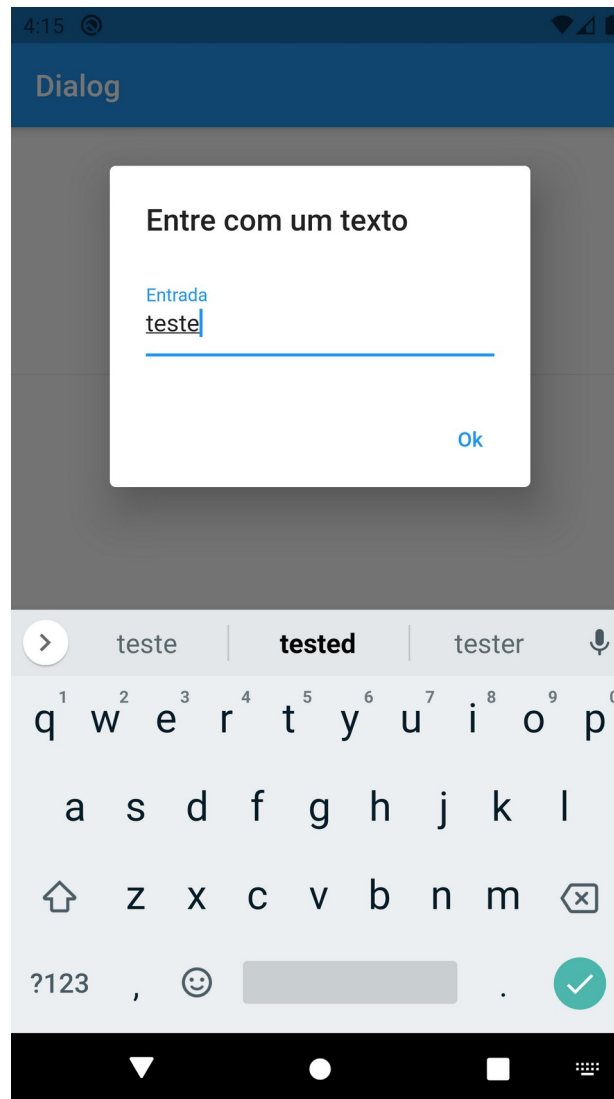 4:15
Dialog
Entre com um texto
Entrada
teste
Ok
teste tested tester
1 2 3 4 5 6 7 8 9 0
q w e r t y u i o p
a s d f g h j k l
z x c v b n m
?123 , .